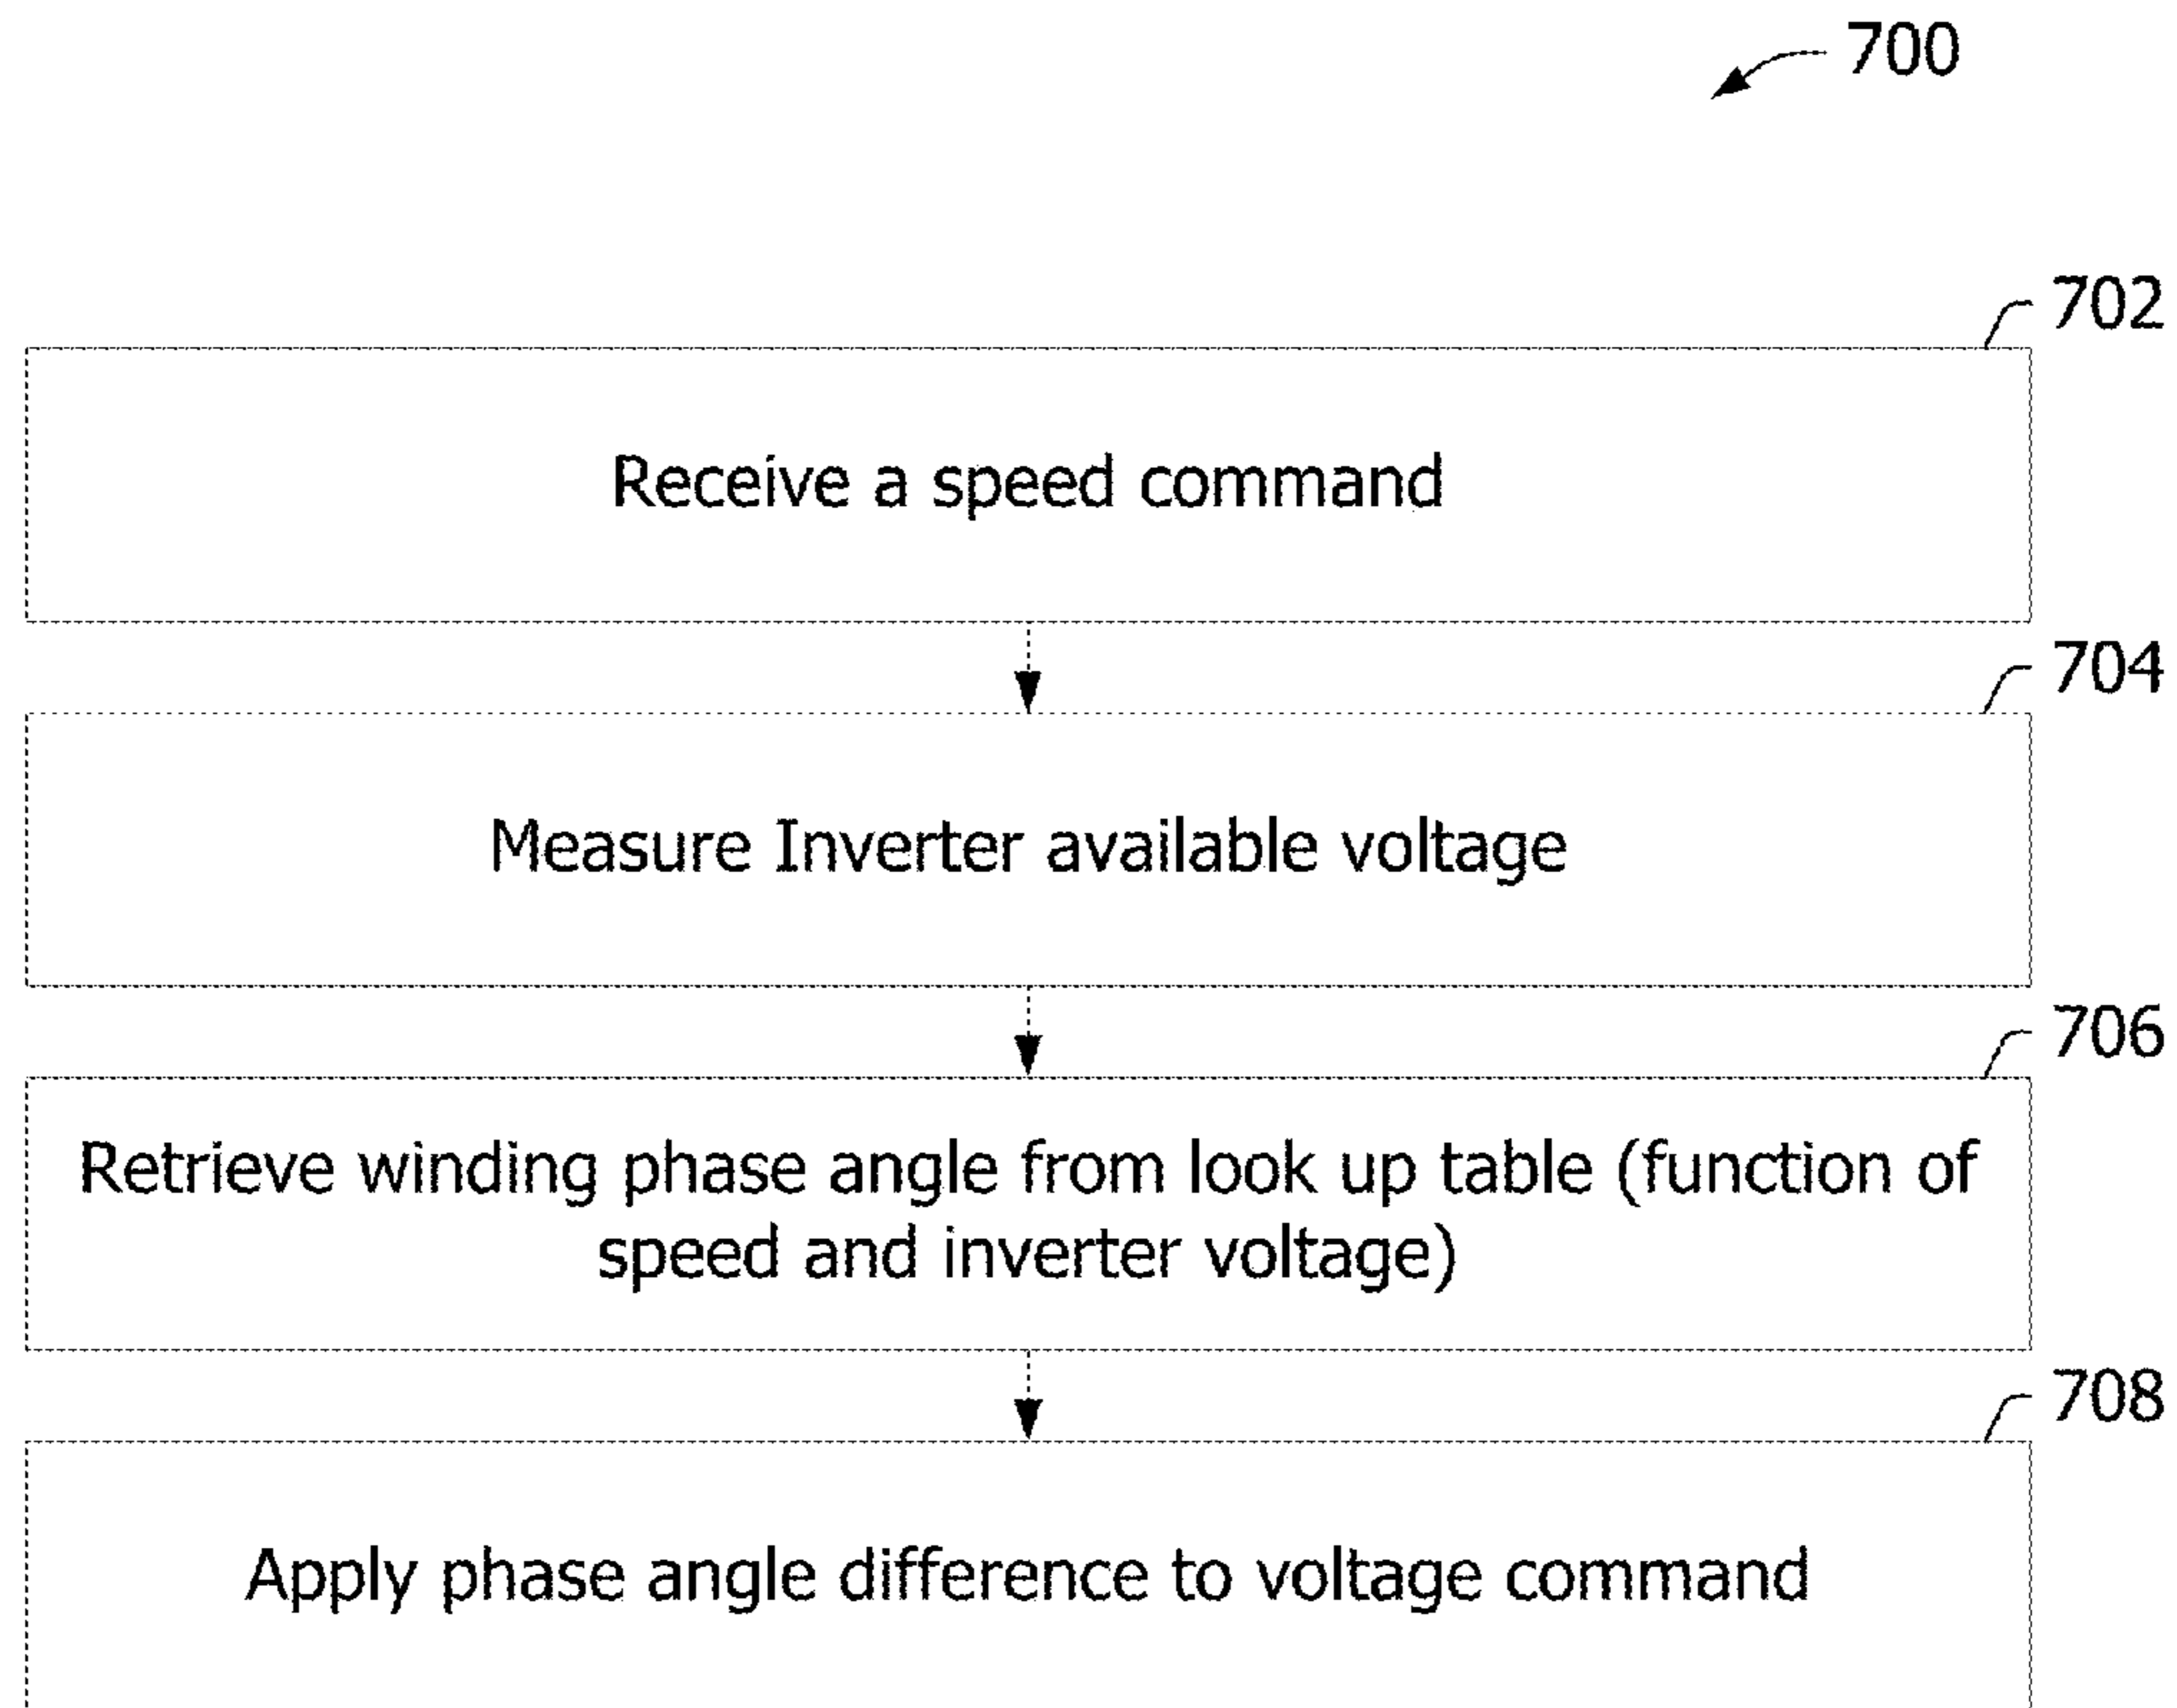 700
702
Receive a speed command
704
Measure Inverter available voltage
706
Retrieve winding phase angle from look up table (function of
speed and inverter voltage)
708
Apply phase angle difference to voltage command